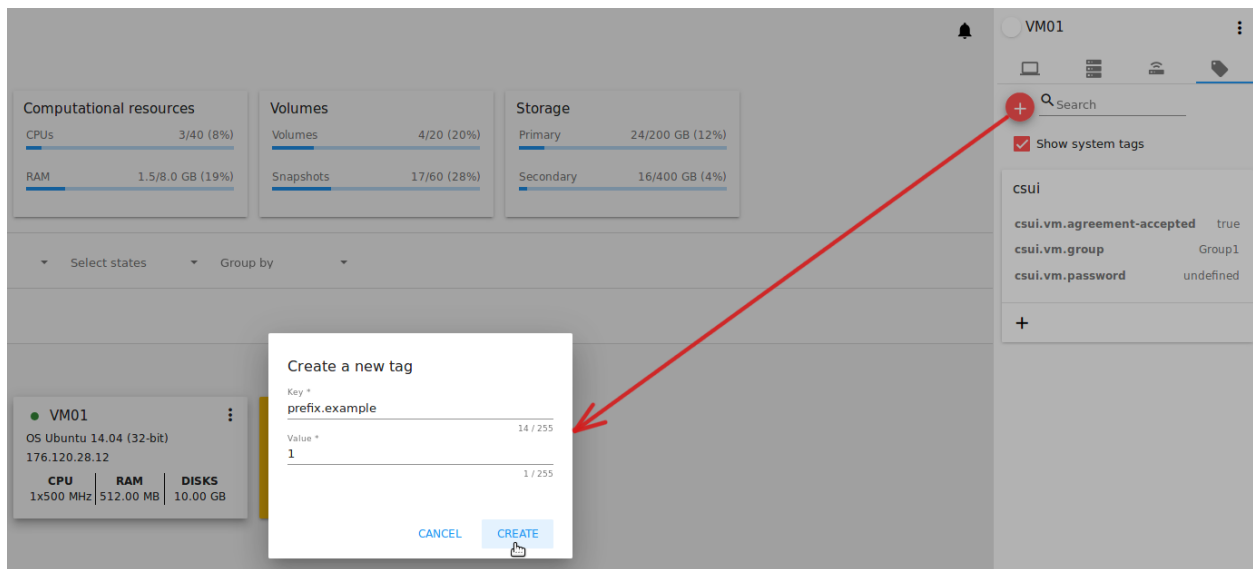 VM01
Search
Show system tags
csui
csui.vm.agreement-accepted true
csui.vm.group Group1
csui.vm.password undefined
+
Computational resources
CPUs 3/40 (8%)
RAM 1.5/8.0 GB (19%)
Volumes
Volumes 4/20 (20%)
Snapshots 17/60 (28%)
Storage
Primary 24/200 GB (12%)
Secondary 16/400 GB (4%)
Select states Group by
VM01
OS Ubuntu 14.04 (32-bit)
176.120.28.12
CPU RAM DISKS
1x500 MHz 512.00 MB 10.00 GB
Create a new tag
Key *
prefix.example
14 / 255
Value *
1
1 / 255
CANCEL CREATE